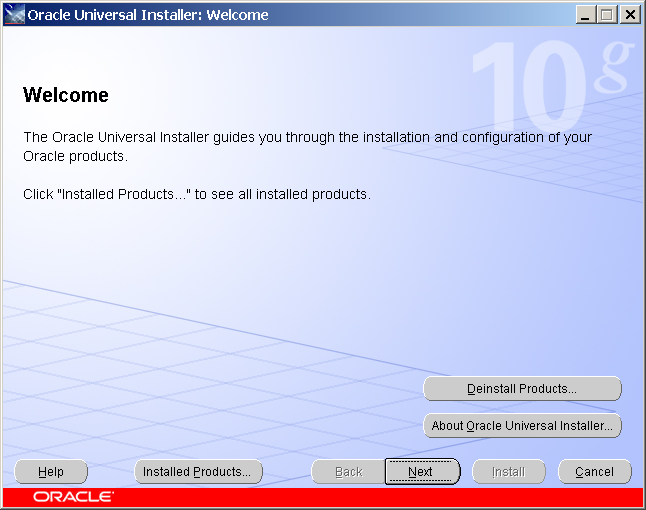 Oracle Universal Installer: Welcome
10g
Welcome
The Oracle Universal Installer guides you through the installation and configuration of your
Oracle products.
Click "Installed Products..." to see all installed products.
Deinstall Products...
About Oracle Universal Installer...
Help Installed Products... Back Next Install Cancel
ORACLE